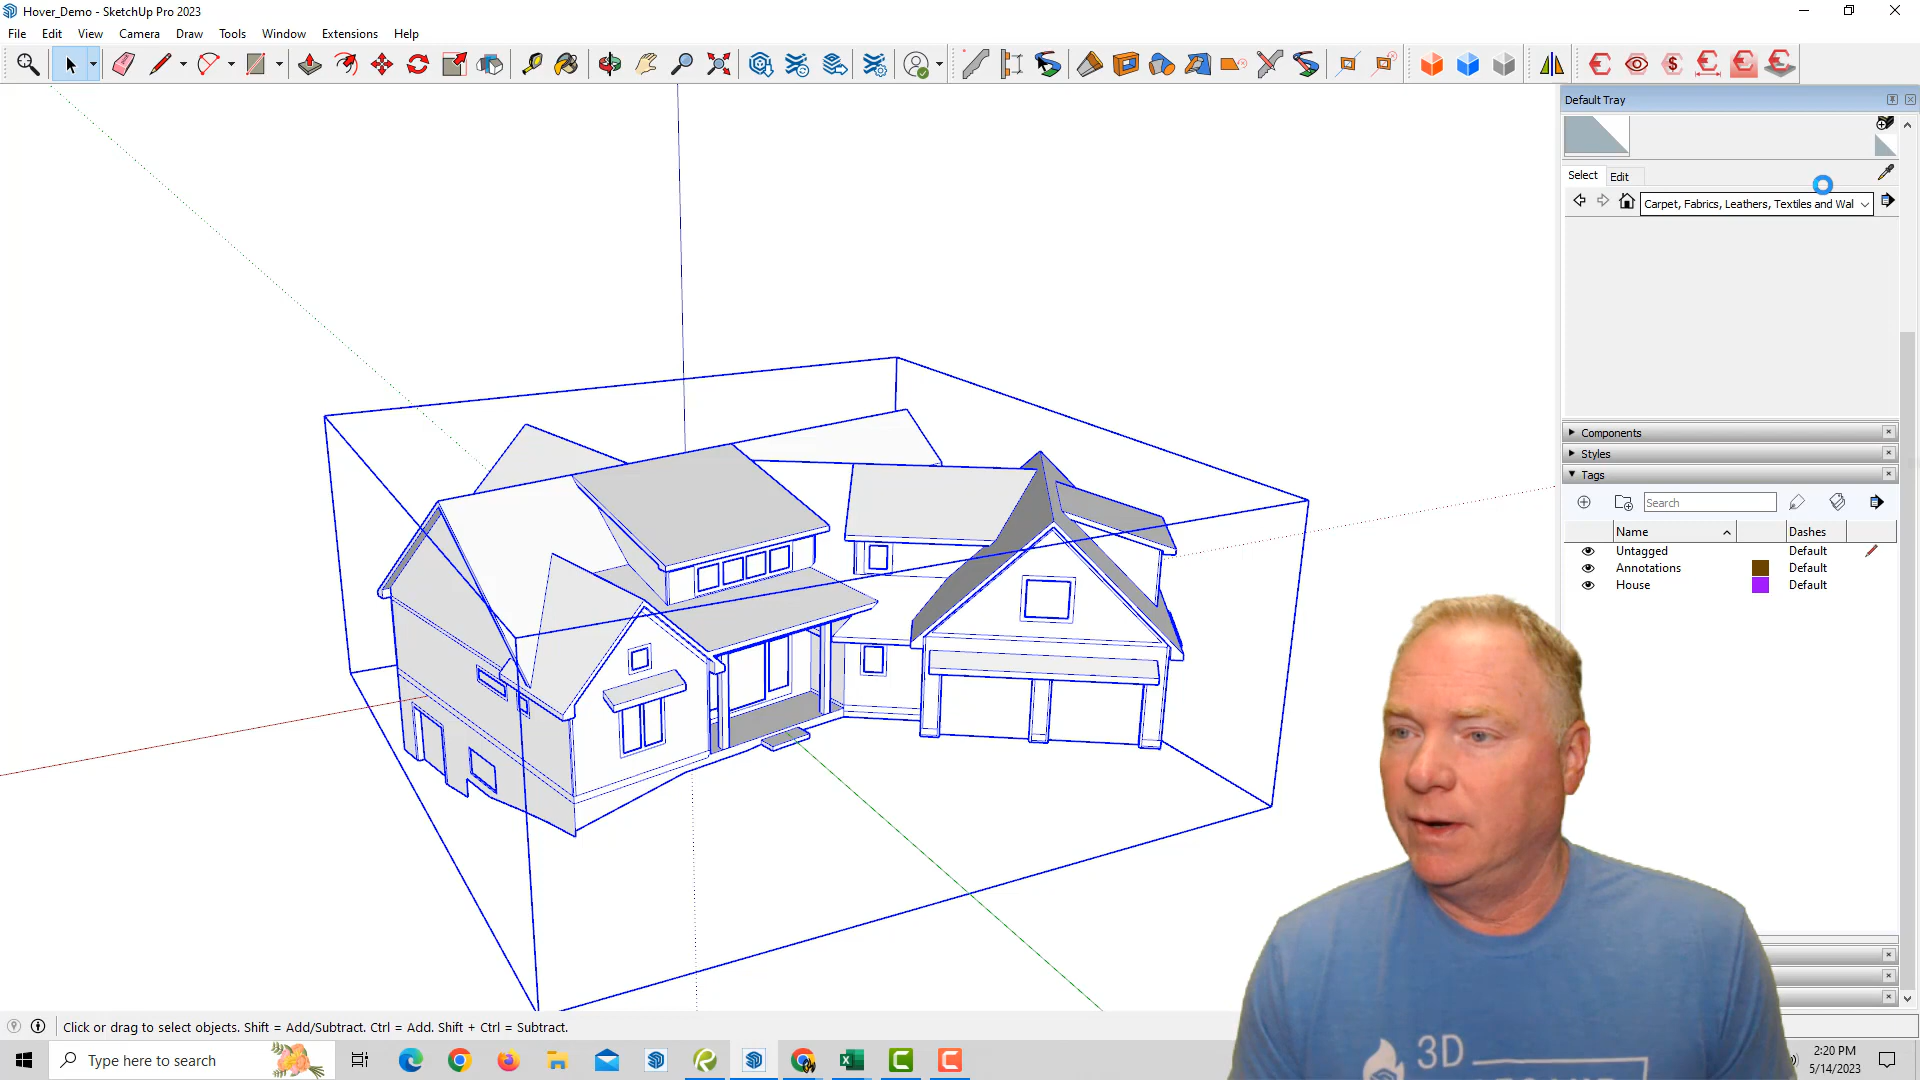 Hover_Demo - SketchUp Pro 2023
File Edit View Camera Draw Tools Window Extensions Help
Default Tray
Select Edit
Carpet, Fabrics, Leathers, Textiles and Wal
Components
Styles
Tags
Search
Name Dashes
Untagged Default
Annotations Default
House Default
3D
Click or drag to select objects. Shift = Add/Subtract. Ctrl = Add. Shift + Ctrl = Subtract.
Type here to search
2:20 PM
5/14/2023